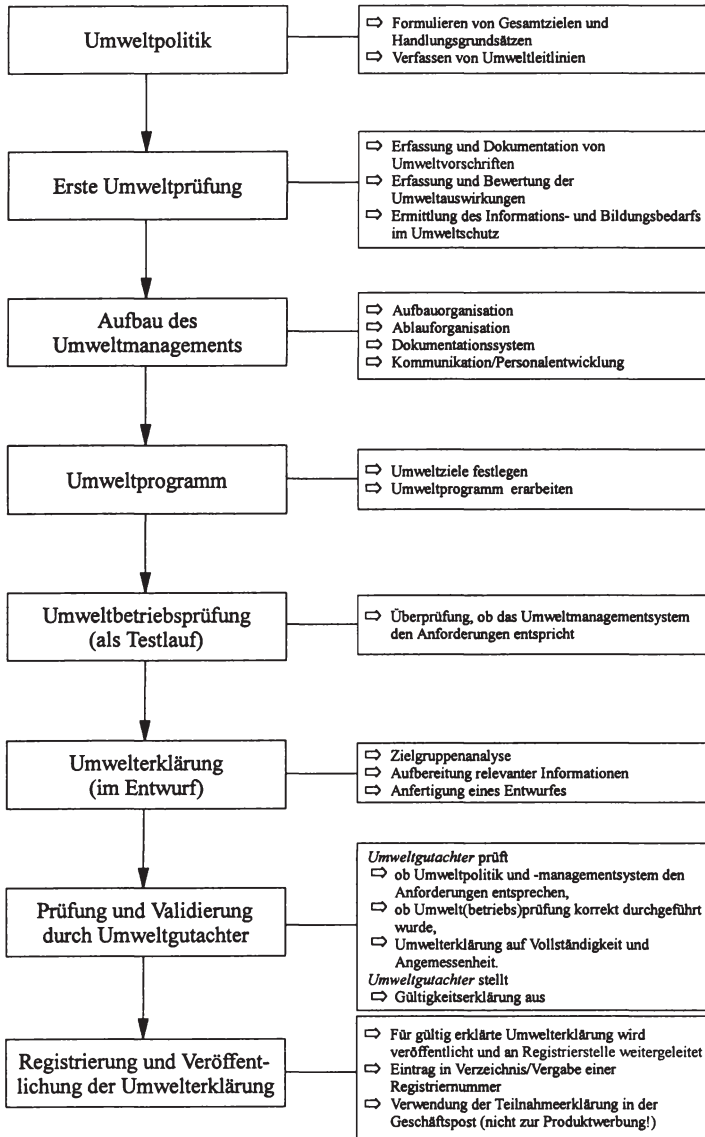 Umweltpolitik
⇨ Formulieren von Gesamtzielen und
Handlungsgrundsätzen
⇨ Verfassen von Umweltleitlinien
Erste Umweltprüfung
⇨ Erfassung und Dokumentation von
Umweltvorschriften
⇨ Erfassung und Bewertung der
Umweltauswirkungen
⇨ Ermittlung des Informations- und Bildungsbedarfs
im Umweltschutz
Aufbau des
Umweltmanagements
⇨ Aufbauorganisation
⇨ Ablauforganisation
⇨ Dokumentationssystem
⇨ Kommunikation/Personalentwicklung
Umweltprogramm
⇨ Umweltziele festlegen
⇨ Umweltprogramm erarbeiten
Umweltbetriebsprüfung
(als Testlauf)
⇨ Überprüfung, ob das Umweltmanagementsystem
den Anforderungen entspricht
Umwelterklärung
(im Entwurf)
⇨ Zielgruppenanalyse
⇨ Aufbereitung relevanter Informationen
⇨ Anfertigung eines Entwurfes
Prüfung und Validierung
durch Umweltgutachter
Umweltgutachter prüft
⇨ ob Umweltpolitik und -managementsystem den
Anforderungen entsprechen,
⇨ ob Umwelt(betriebs)prüfung korrekt durchgeführt
wurde,
⇨ Umwelterklärung auf Vollständigkeit und
Angemessenheit.
Umweltgutachter stellt
⇨ Gültigkeitserklärung aus
Registrierung und Veröffent-
lichung der Umwelterklärung
⇨ Für gültig erklärte Umwelterklärung wird
veröffentlicht und an Registrierstelle weitergeleitet
⇨ Eintrag in Verzeichnis/Vergabe einer
Registriernummer
⇨ Verwendung der Teilnahmeerklärung in der
Geschäftspost (nicht zur Produktwerbung!)